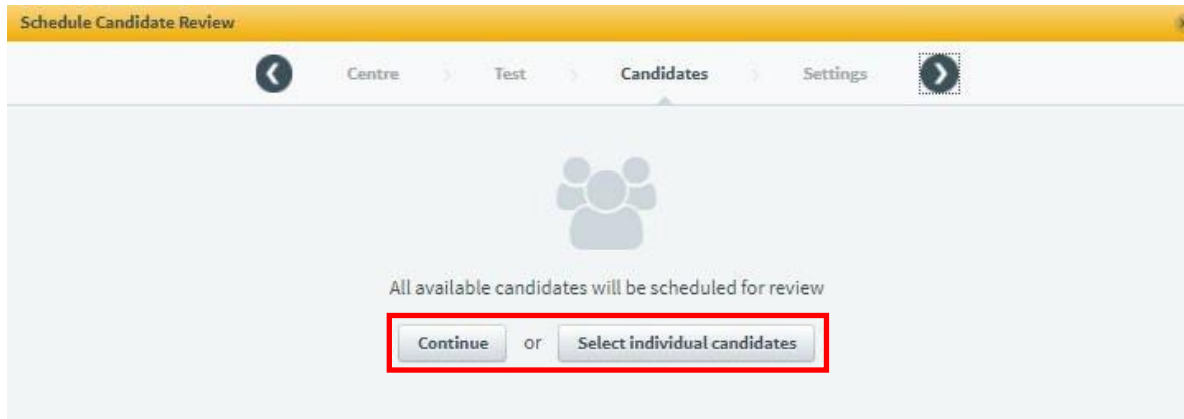 Schedule Candidate Review
Centre Test Candidates Settings
All available candidates will be scheduled for review
Continue or Select individual candidates